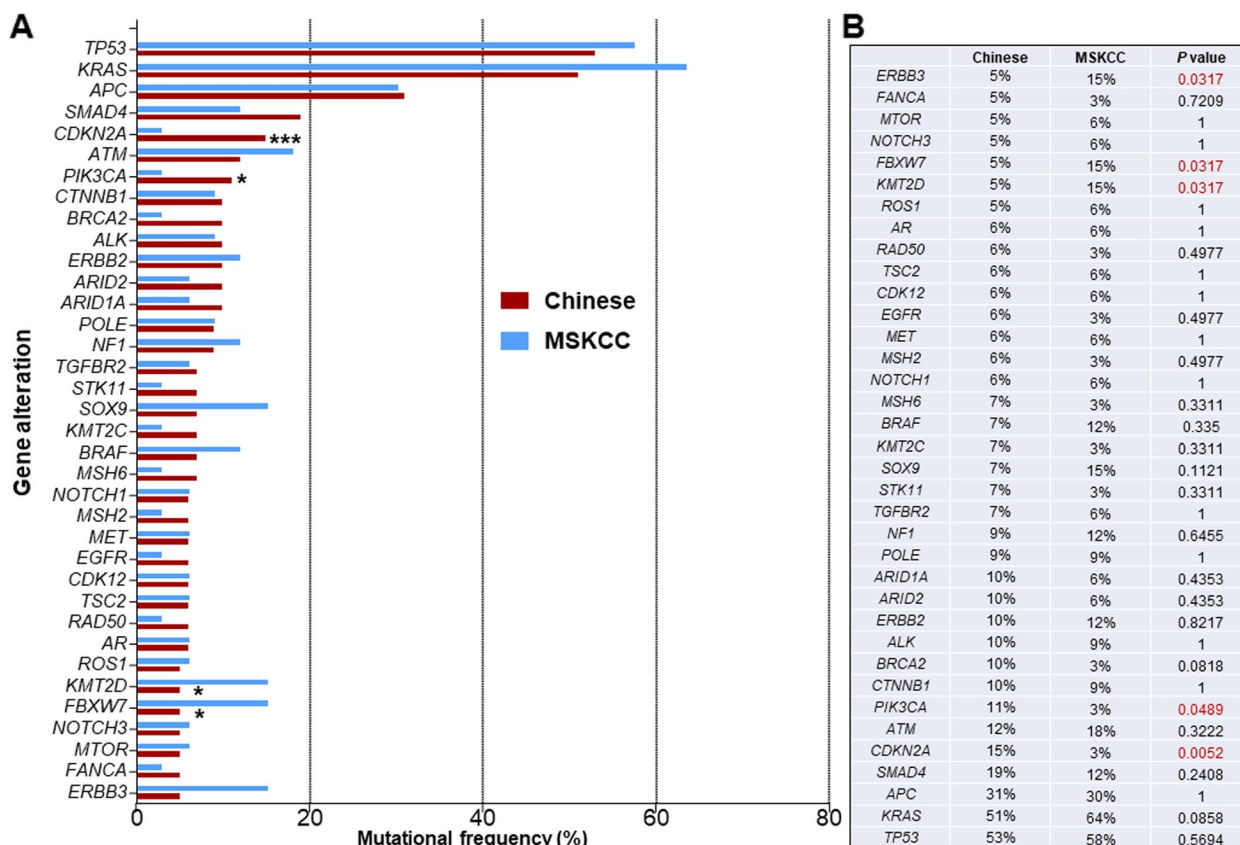 A
Gene alteration
TP53
KRAS
APC
SMAD4
CDKN2A ***
ATM
PIK3CA *
CTNNB1
BRCA2
ALK
ERBB2
ARID2
ARID1A
POLE
NF1
TGFBR2
STK11
SOX9
KMT2C
BRAF
MSH6
NOTCH1
MSH2
MET
EGFR
CDK12
TSC2
RAD50
AR
ROS1
KMT2D *
FBXW7 *
NOTCH3
MTOR
FANCA
ERBB3
Chinese
MSKCC
0 20 40 60 80
Mutational frequency (%)
B
Chinese MSKCC P value
ERBB3 5% 15% 0.0317
FANCA 5% 3% 0.7209
MTOR 5% 6% 1
NOTCH3 5% 6% 1
FBXW7 5% 15% 0.0317
KMT2D 5% 15% 0.0317
ROS1 5% 6% 1
AR 6% 6% 1
RAD50 6% 3% 0.4977
TSC2 6% 6% 1
CDK12 6% 6% 1
EGFR 6% 3% 0.4977
MET 6% 6% 1
MSH2 6% 3% 0.4977
NOTCH1 6% 6% 1
MSH6 7% 3% 0.3311
BRAF 7% 12% 0.335
KMT2C 7% 3% 0.3311
SOX9 7% 15% 0.1121
STK11 7% 3% 0.3311
TGFBR2 7% 6% 1
NF1 9% 12% 0.6455
POLE 9% 9% 1
ARID1A 10% 6% 0.4353
ARID2 10% 6% 0.4353
ERBB2 10% 12% 0.8217
ALK 10% 9% 1
BRCA2 10% 3% 0.0818
CTNNB1 10% 9% 1
PIK3CA 11% 3% 0.0489
ATM 12% 18% 0.3222
CDKN2A 15% 3% 0.0052
SMAD4 19% 12% 0.2408
APC 31% 30% 1
KRAS 51% 64% 0.0858
TP53 53% 58% 0.5694